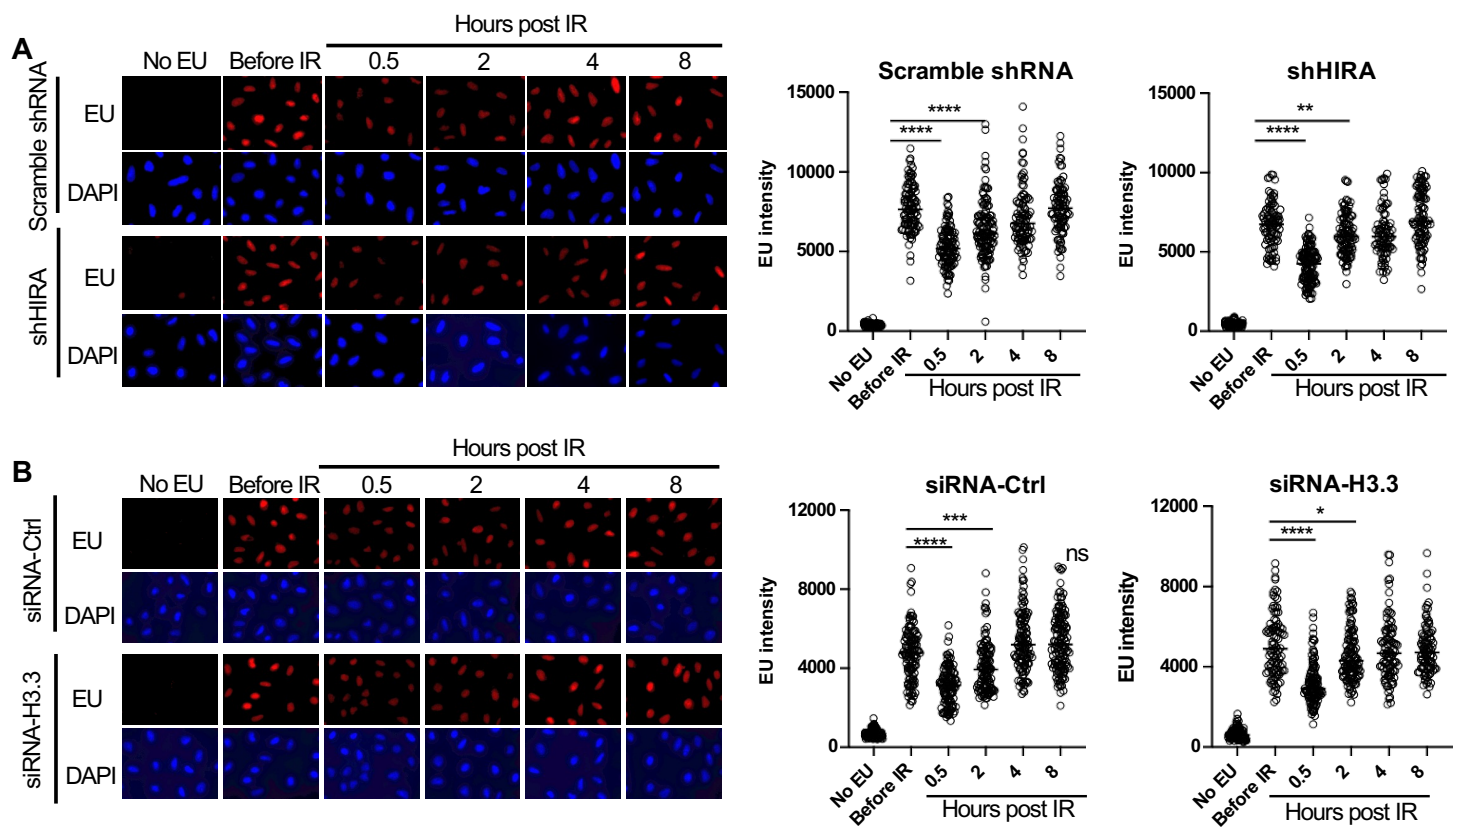 A
Hours post IR
No EU Before IR 0.5 2 4 8
Scramble shRNA
EU
DAPI
shHIRA
EU
DAPI
Scramble shRNA
EU intensity
15000
10000
5000
0
****
****
No EU Before IR 0.5 2 4 8
Hours post IR
shHIRA
EU intensity
15000
10000
5000
0
**
****
No EU Before IR 0.5 2 4 8
Hours post IR
B
Hours post IR
No EU Before IR 0.5 2 4 8
siRNA-Ctrl
EU
DAPI
siRNA-H3.3
EU
DAPI
siRNA-Ctrl
EU intensity
12000
8000
4000
0
***
****
ns
No EU Before IR 0.5 2 4 8
Hours post IR
siRNA-H3.3
EU intensity
12000
8000
4000
0
*
****
No EU Before IR 0.5 2 4 8
Hours post IR